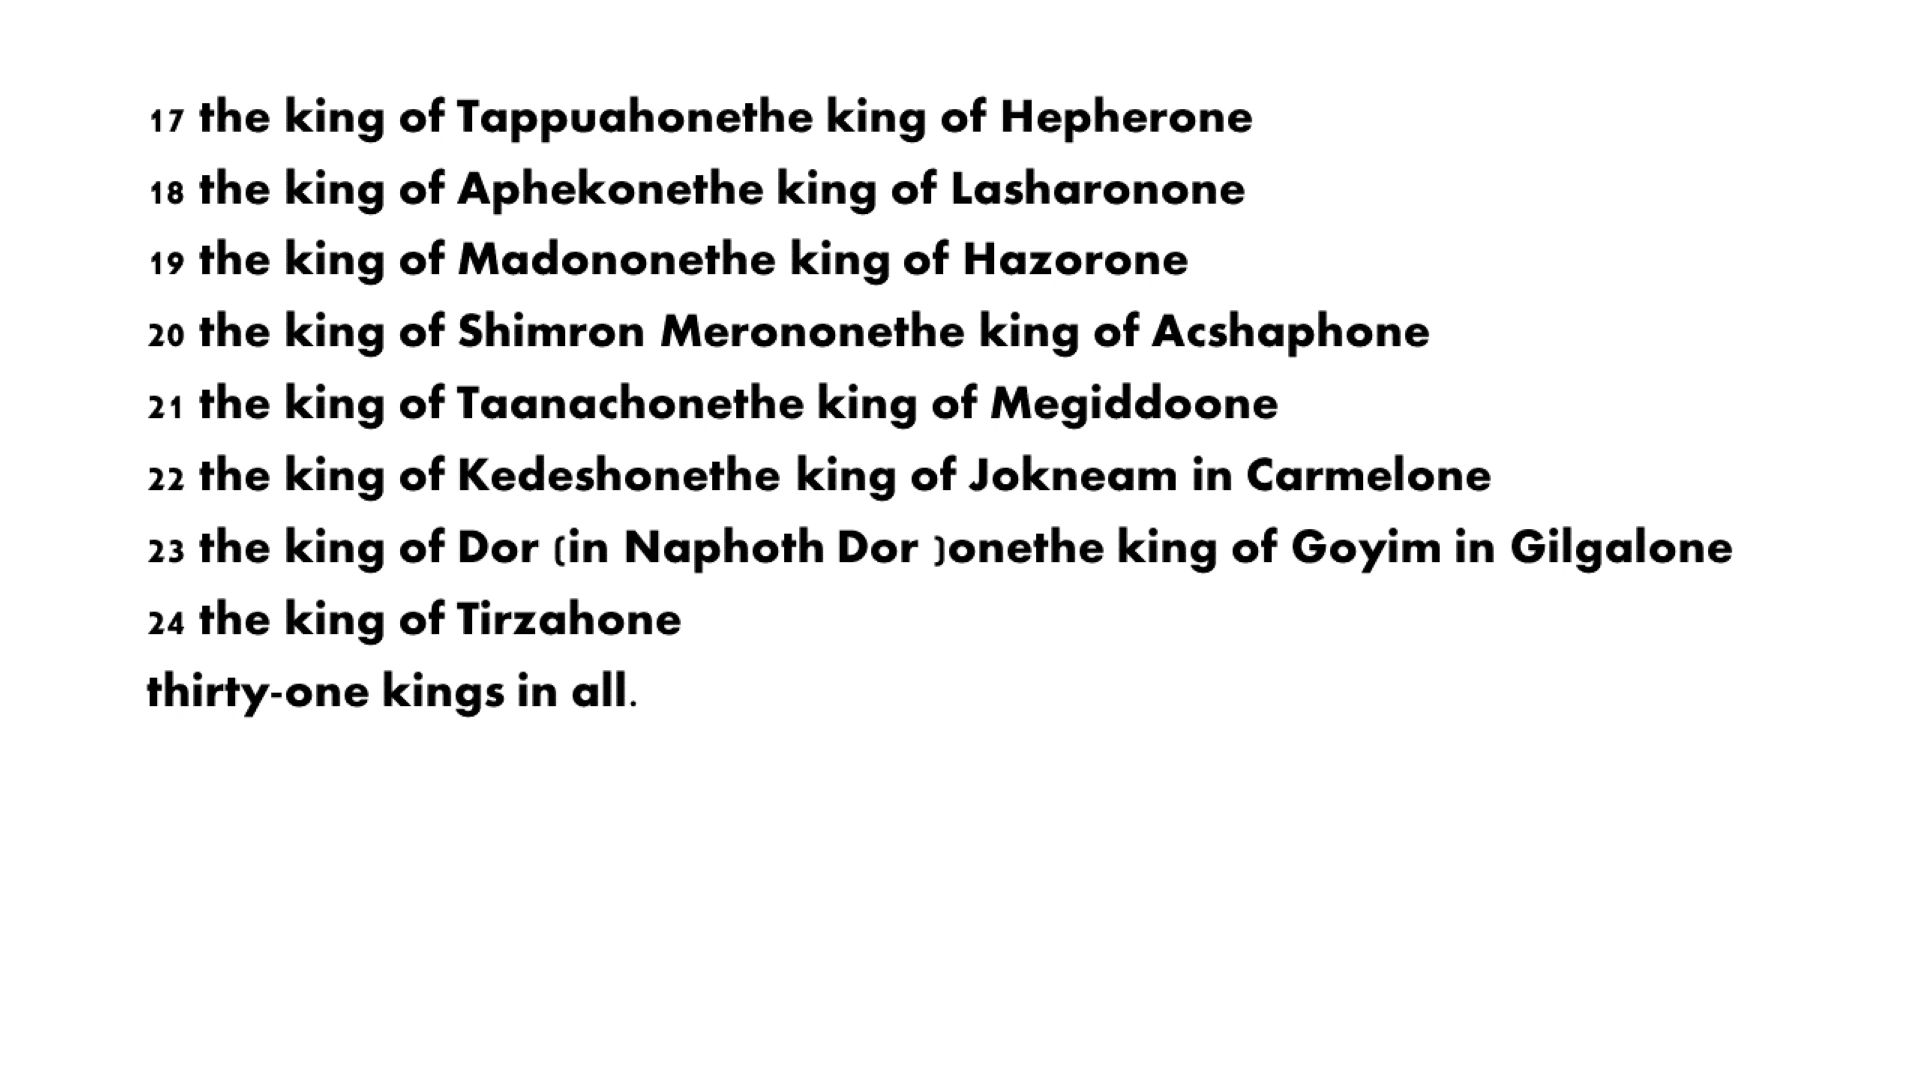 17 the king of Tappuahonethe king of Hepherone
18 the king of Aphekonethe king of Lasharonone
19 the king of Madononethe king of Hazorone
20 the king of Shimron Merononethe king of Acshaphone
21 the king of Taanachonethe king of Megiddoone
22 the king of Kedeshonethe king of Jokneam in Carmelone
23 the king of Dor (in Naphoth Dor )onethe king of Goyim in Gilgalone
24 the king of Tirzahone
thirty-one kings in all.